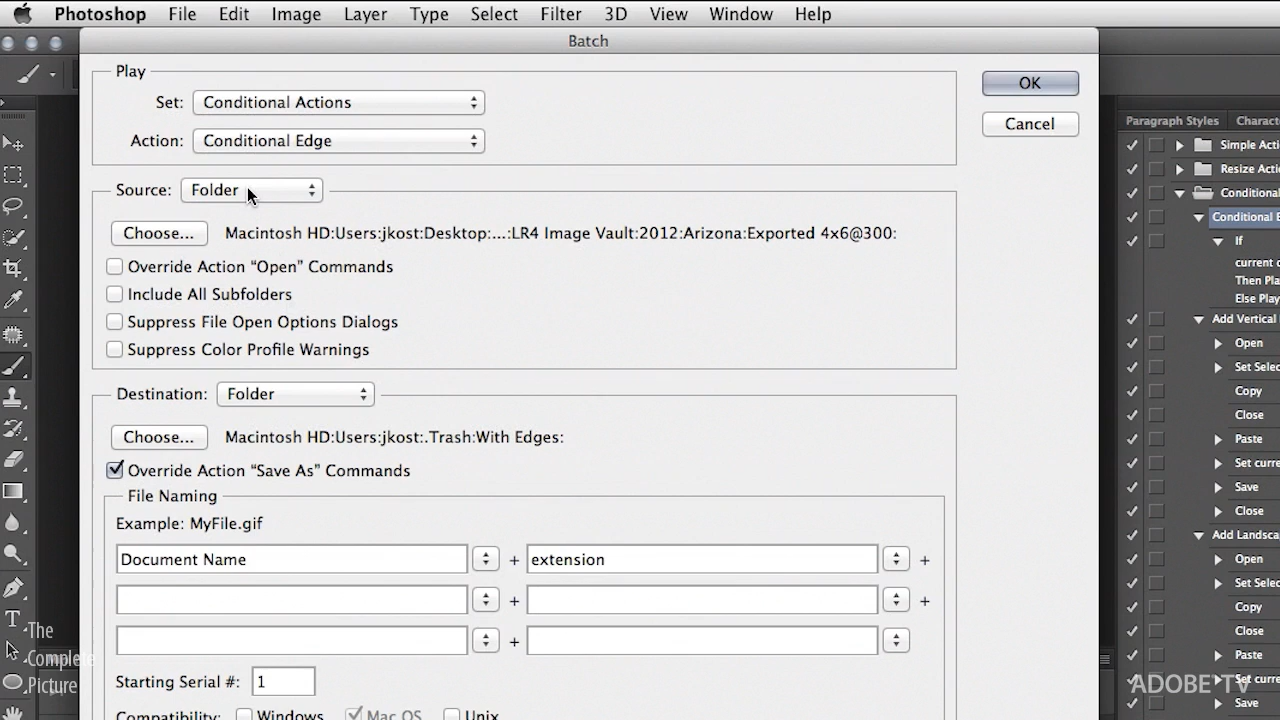 Photoshop File Edit Image Layer Type Select Filter 3D View Window Help
Batch
Play
Set: Conditional Actions
Action: Conditional Edge
OK
Cancel
Source: Folder
Choose... Macintosh HD:Users:jkost:Desktop:...:LR4 Image Vault:2012:Arizona:Exported 4x6@300:
Override Action “Open” Commands
Include All Subfolders
Suppress File Open Options Dialogs
Suppress Color Profile Warnings
Destination: Folder
Choose... Macintosh HD:Users:jkost:.Trash:With Edges:
Override Action “Save As” Commands
File Naming
Example: MyFile.gif
Document Name + extension +
+ +
+
Starting Serial #: 1
Compatibility: Windows Mac OS Unix
Paragraph Styles
Simple Acti
Resize Actio
Conditional
Conditional E
If
current d
Then Pla
Else Play
Add Vertical
Open
Set Selec
Copy
Close
Paste
Set curre
Save
Close
Add Landsca
Open
Set Selec
Copy
Close
Paste
Set curre
Save
The
Complete
Picture
ADOBE TV